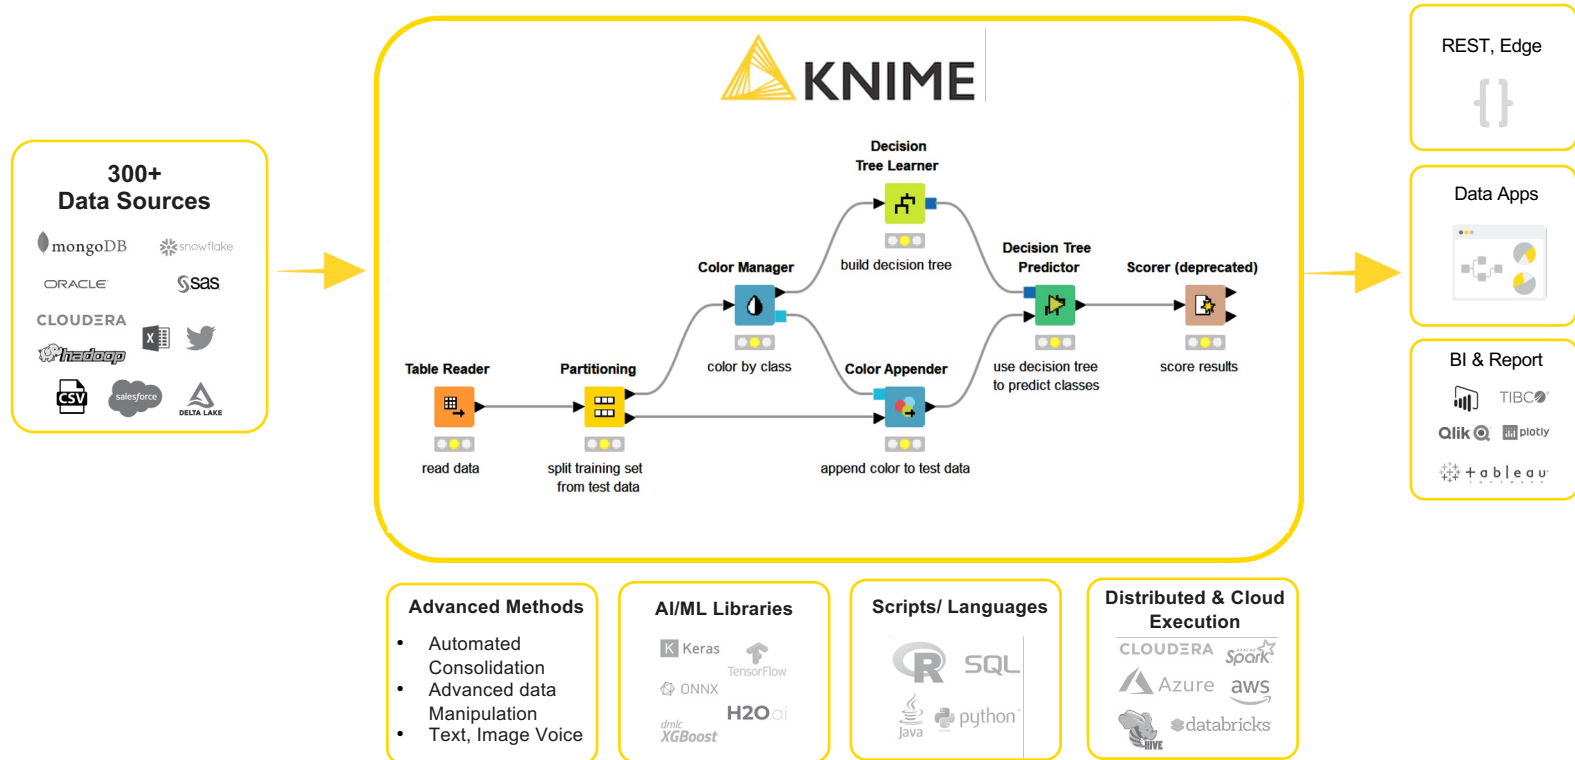 300+
Data Sources
mongoDB
snowflake
ORACLE
sas
CLOUDERA
hadoop
X
CSV
salesforce
DELTA LAKE
KNIME
Decision
Tree Learner
build decision tree
Color Manager
color by class
Decision Tree
Predictor
use decision tree
to predict classes
Scorer (deprecated)
score results
Table Reader
read data
Partitioning
split training set
from test data
Color Appender
append color to test data
REST, Edge
{}
Data Apps
BI & Report
TIBCO
Qlik
plotly
+ableau
Advanced Methods
• Automated
Consolidation
• Advanced data
Manipulation
• Text, Image Voice
AI/ML Libraries
K Keras
TensorFlow
ONNX
H2O.ai
dmlc
XGBoost
Scripts/ Languages
R
SQL
Java
python
Distributed & Cloud
Execution
CLOUDERA
APACHE
Spark
Azure
aws
HIVE
databricks